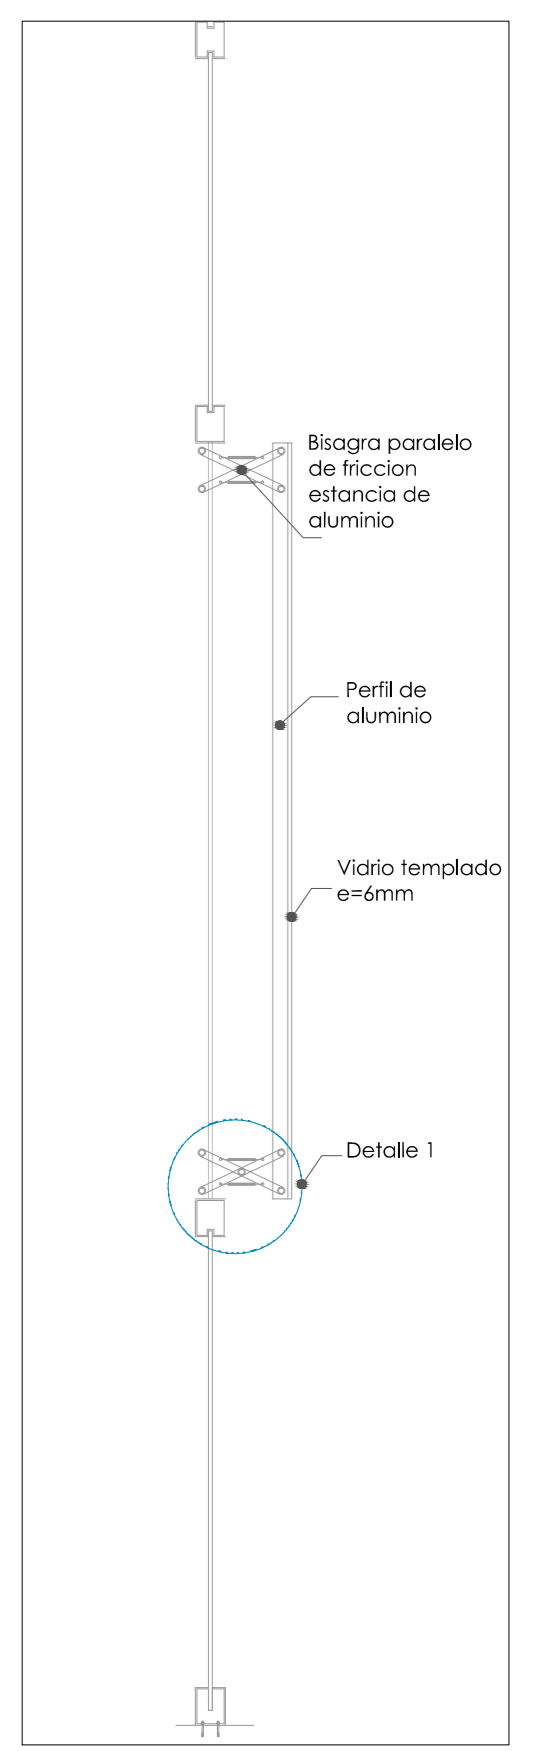 Bisagra paralelo
de friccion
estancia de
aluminio
Perfil de
aluminio
Vidrio templado
e=6mm
Detalle 1